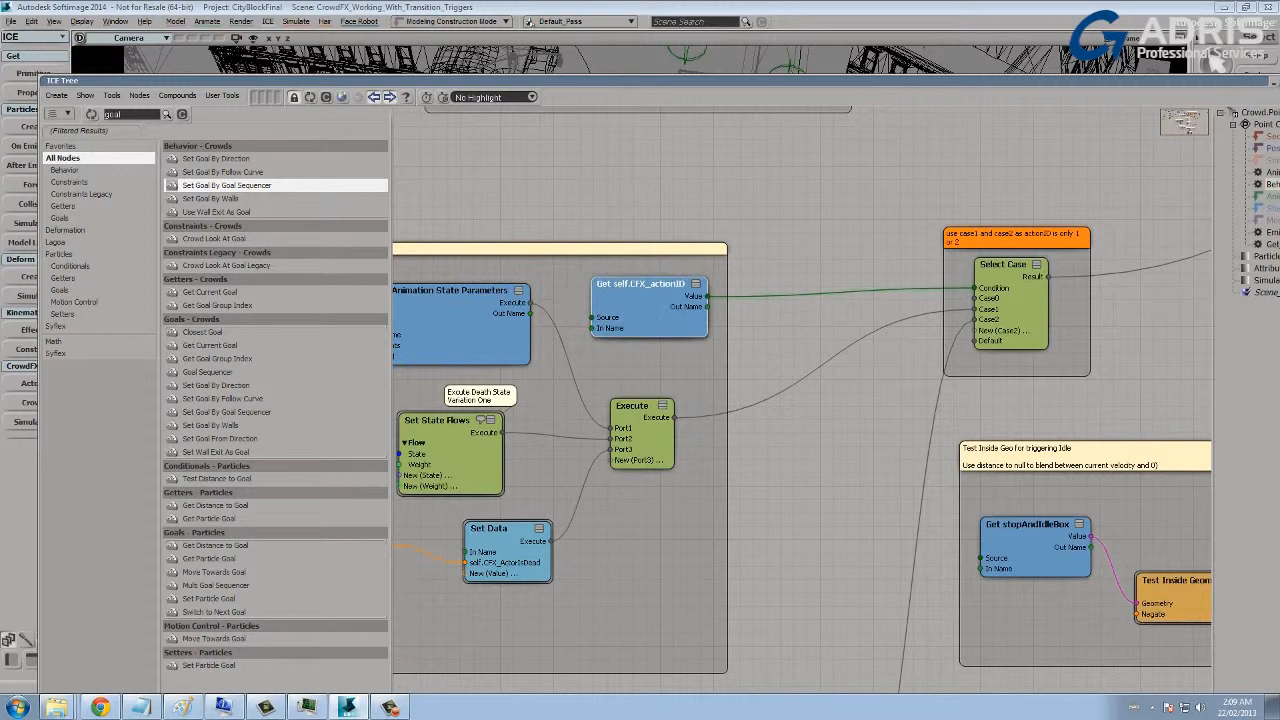 Autodesk Softimage 2014 - Not for Resale (64-bit) Project: CityBlockFinal Scene: CrowdFX_Working_With_Transition_Triggers
File Edit View Display Window Help Model Animate Render ICE Simulate Hair Face Robot Modeling Construction Mode Default_Pass Scene Search
ICE Camera x y z
Get
ADRIS
Professional Services
ICE Tree
Create Show Tools Nodes Compounds User Tools No Highlight
goal
(Filtered Results)
Favorites
All Nodes
Behavior
Constraints
Constraints Legacy
Getters
Goals
Deformation
Lagoa
Particles
Conditionals
Getters
Goals
Motion Control
Setters
Syflex
Math
Syflex
Behavior - Crowds
Set Goal By Direction
Set Goal By Follow Curve
Set Goal By Goal Sequencer
Set Goal By Walls
Use Wall Exit As Goal
Constraints - Crowds
Crowd Look At Goal
Constraints Legacy - Crowds
Crowd Look At Goal Legacy
Getters - Crowds
Get Current Goal
Get Goal Group Index
Goals - Crowds
Closest Goal
Get Current Goal
Get Goal Group Index
Goal Sequencer
Set Goal By Direction
Set Goal By Follow Curve
Set Goal By Goal Sequencer
Set Goal By Walls
Set Goal From Direction
Set Wall Exit As Goal
Conditionals - Particles
Test Distance to Goal
Getters - Particles
Get Distance to Goal
Get Particle Goal
Goals - Particles
Get Distance to Goal
Get Particle Goal
Move Towards Goal
Multi Goal Sequencer
Set Particle Goal
Switch to Next Goal
Motion Control - Particles
Move Towards Goal
Setters - Particles
Set Particle Goal
Animation State Parameters
Execute
Out Name
Get self.CFX_actionID
Value
Out Name
Source
In Name
Excute Death State
Variation One
Set State Flows
Execute
Flow
State
Weight
New (State) ...
New (Weight) ...
Execute
Execute
Port1
Port2
Port3
New (Port3) ...
Set Data
Execute
In Name
self.CFX_ActorIsDead
New (Value) ...
use case1 and case2 as actionID is only 1
or 2
Select Case
Result
Condition
Case0
Case1
Case2
New (Case2) ...
Default
Test Inside Geo for triggering Idle
Use distance to null to blend between current velocity and 0)
Get stopAndIdleBox
Value
Out Name
Source
In Name
Test Inside Geom
Geometry
Negate
Crowd.Po
Point C
2:09 AM
22/02/2013